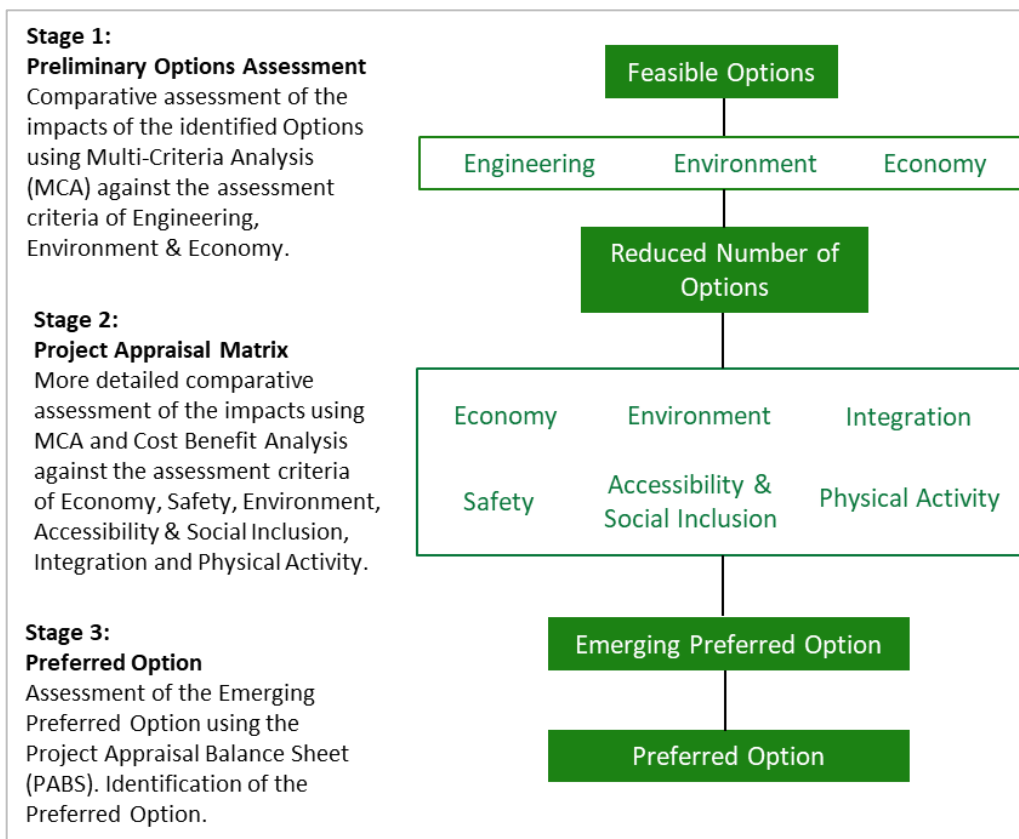 Stage 1:
Preliminary Options Assessment
Comparative assessment of the
impacts of the identified Options
using Multi-Criteria Analysis
(MCA) against the assessment
criteria of Engineering,
Environment & Economy.
Stage 2:
Project Appraisal Matrix
More detailed comparative
assessment of the impacts using
MCA and Cost Benefit Analysis
against the assessment criteria
of Economy, Safety, Environment,
Accessibility & Social Inclusion,
Integration and Physical Activity.
Stage 3:
Preferred Option
Assessment of the Emerging
Preferred Option using the
Project Appraisal Balance Sheet
(PABS). Identification of the
Preferred Option.
Feasible Options
Engineering Environment Economy
Reduced Number of
Options
Economy Environment Integration
Safety Accessibility &
Social Inclusion Physical Activity
Emerging Preferred Option
Preferred Option